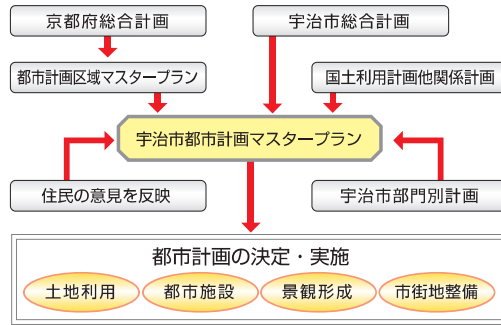 京都府総合計画
宇治市総合計画
都市計画区域マスタープラン
国土利用計画他関係計画
宇治市都市計画マスタープラン
住民の意見を反映
宇治市部門別計画
都市計画の決定・実施
土地利用
都市施設
景観形成
市街地整備